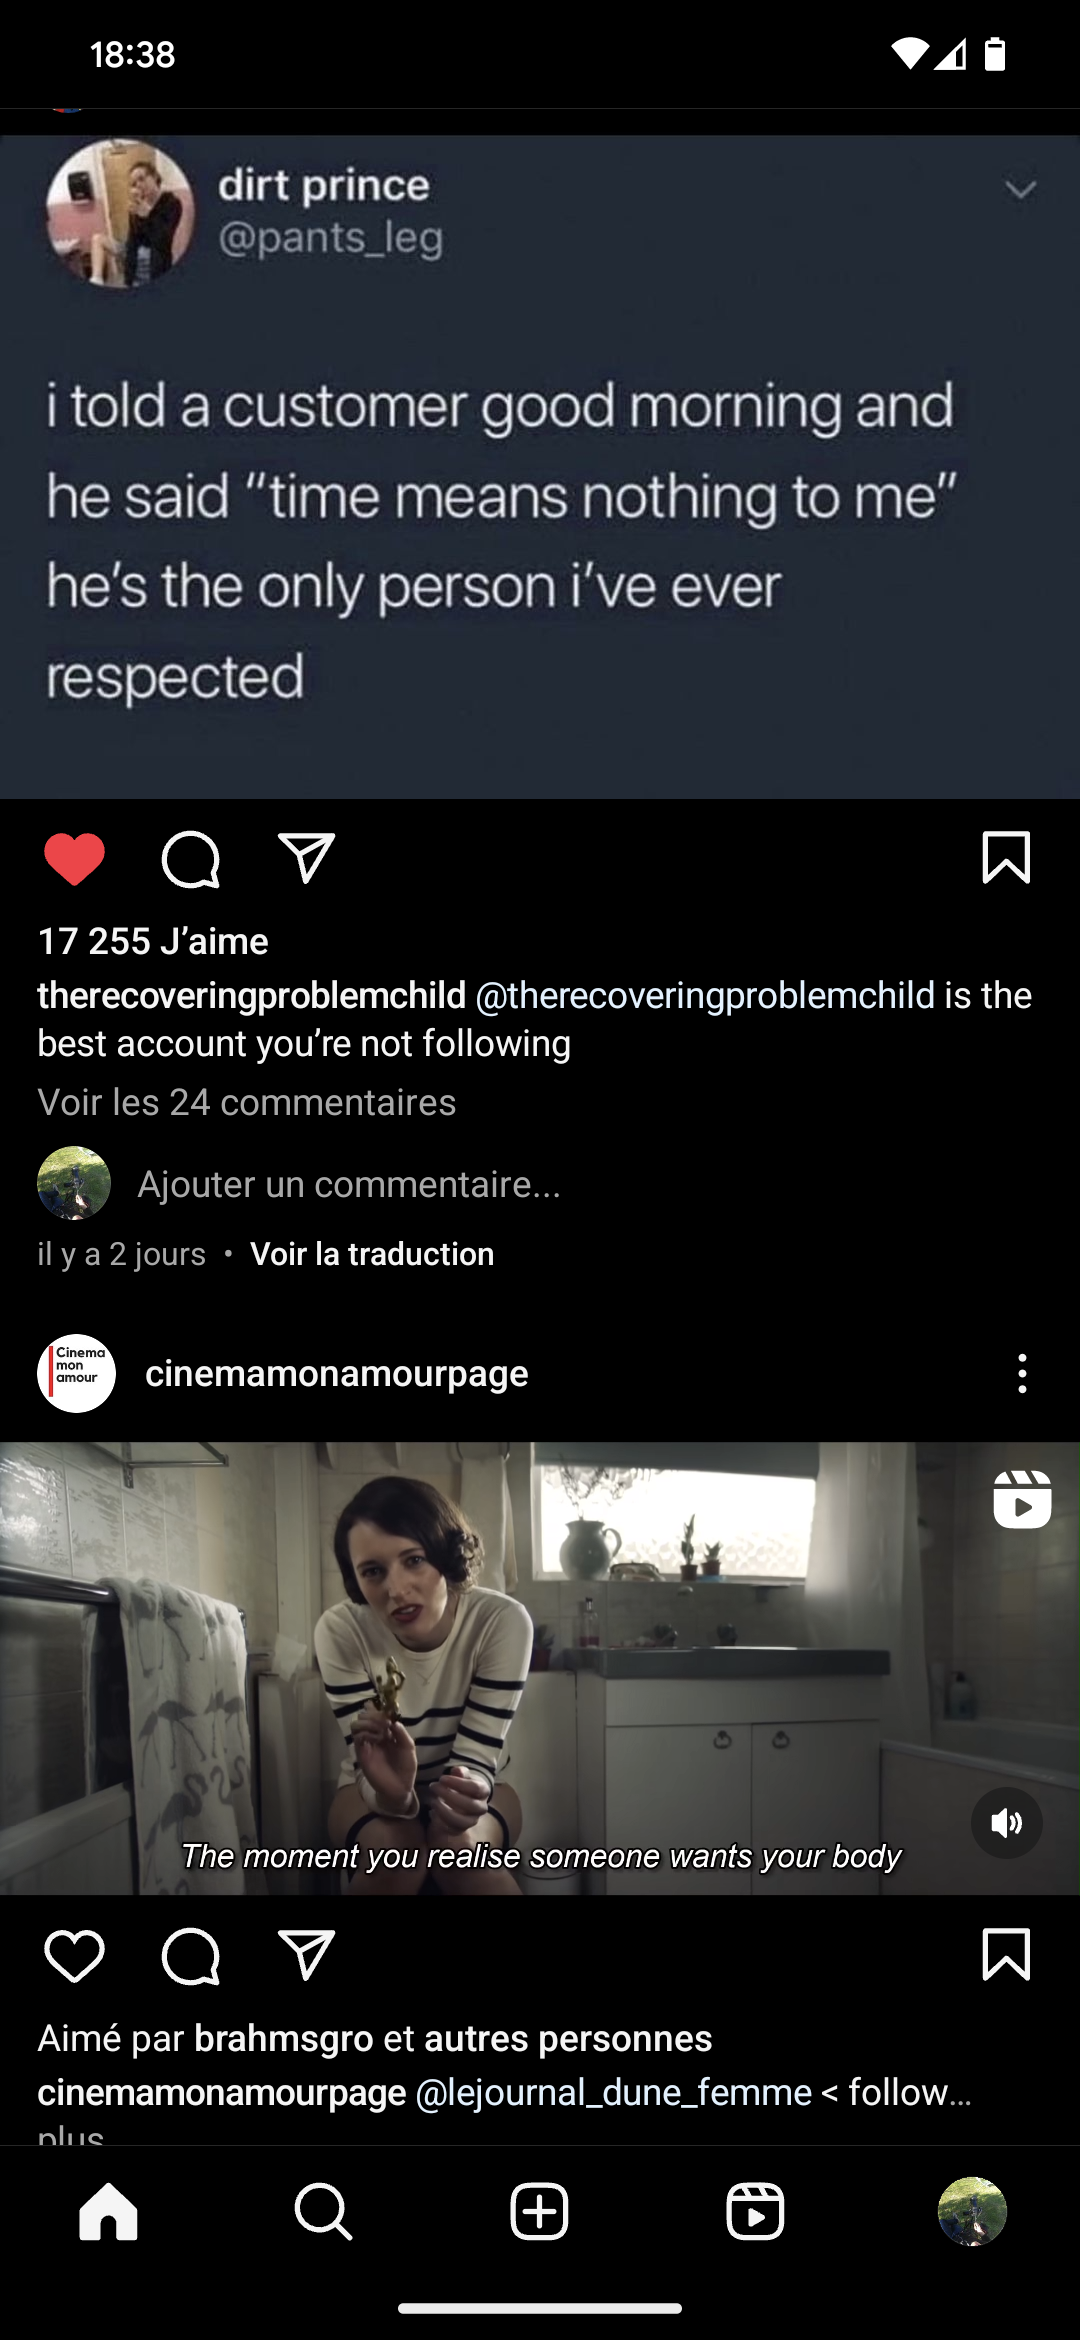 18:38
dirt prince
@pants_leg
i told a customer good morning and
he said “time means nothing to me”
he’s the only person i’ve ever
respected
17 255 J’aime
therecoveringproblemchild @therecoveringproblemchild is the
best account you’re not following
Voir les 24 commentaires
Ajouter un commentaire...
il y a 2 jours • Voir la traduction
Cinema
mon
amour
cinemamonamourpage
The moment you realise someone wants your body
Aimé par brahmsgro et autres personnes
cinemamonamourpage @lejournal_dune_femme < follow...
plus